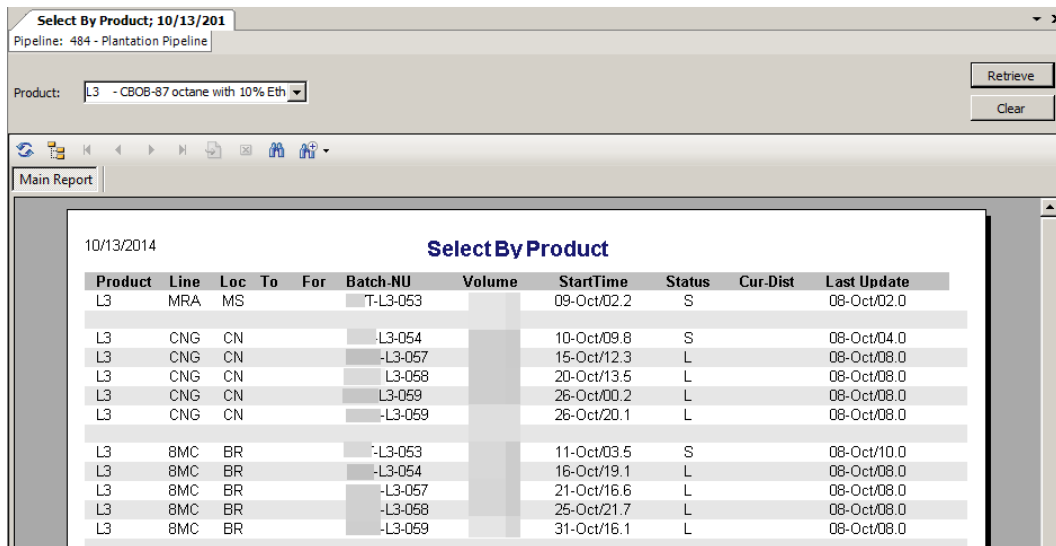 Select By Product; 10/13/201
Pipeline: 484 - Plantation Pipeline
Retrieve
Product: L3 - CBOB-87 octane with 10% Eth
Clear
Main Report
10/13/2014
Select By Product
Product Line Loc To For Batch-NU Volume StartTime Status Cur-Dist Last Update
L3 MRA MS T-L3-053 09-Oct/02.2 S 08-Oct/02.0
L3 CNG CN -L3-054 10-Oct/09.8 S 08-Oct/04.0
L3 CNG CN -L3-057 15-Oct/12.3 L 08-Oct/08.0
L3 CNG CN L3-058 20-Oct/13.5 L 08-Oct/08.0
L3 CNG CN L3-059 26-Oct/00.2 L 08-Oct/08.0
L3 CNG CN -L3-059 26-Oct/20.1 L 08-Oct/08.0
L3 8MC BR -L3-053 11-Oct/03.5 S 08-Oct/10.0
L3 8MC BR -L3-054 16-Oct/19.1 L 08-Oct/08.0
L3 8MC BR -L3-057 21-Oct/16.6 L 08-Oct/08.0
L3 8MC BR -L3-058 25-Oct/21.7 L 08-Oct/08.0
L3 8MC BR -L3-059 31-Oct/16.1 L 08-Oct/08.0